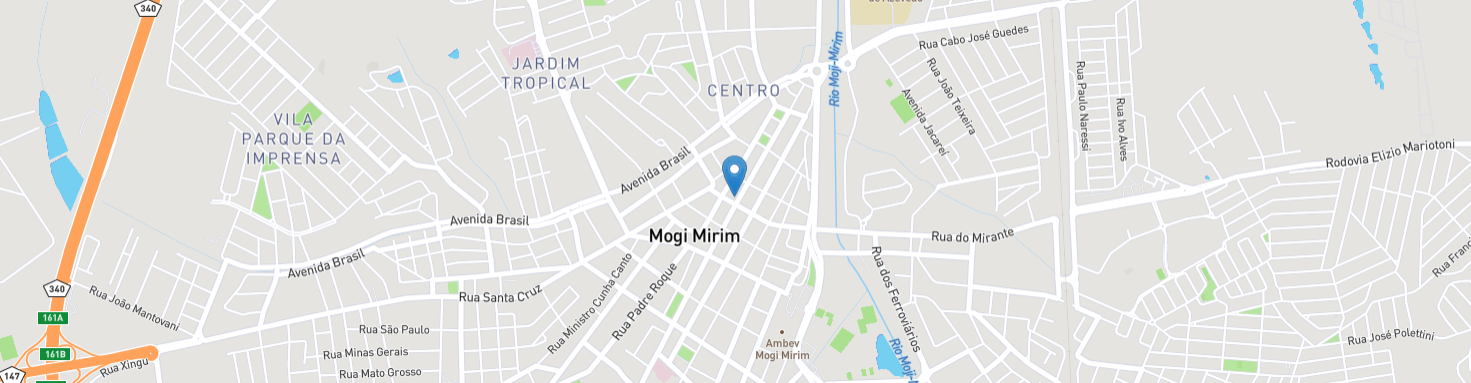 340
de Azevedo
Rua Cabo José Guedes
JARDIM
TROPICAL
CENTRO
Rio Moji-Mirim
Rua João Teixeira
Avenida Jacareí
Rua Paulo Naressi
Rua Ivo Alves
VILA
PARQUE DA
IMPRENSA
Rodovia Elizio Mariotoni
Avenida Brasil
Avenida Brasil
Mogi Mirim
Rua do Mirante
Avenida Brasil
Rua Franc
340
Rua João Mantovani
Rua Santa Cruz
Rua Ministro Cunha Canto
Rua Padre Roque
Rua dos Ferroviários
161A
Rua São Paulo
Ambev
Mogi Mirim
Rua José Polettini
161B
Rua Minas Gerais
Rua Xingu
Rua Mato Grosso
147
Rio Moji-M